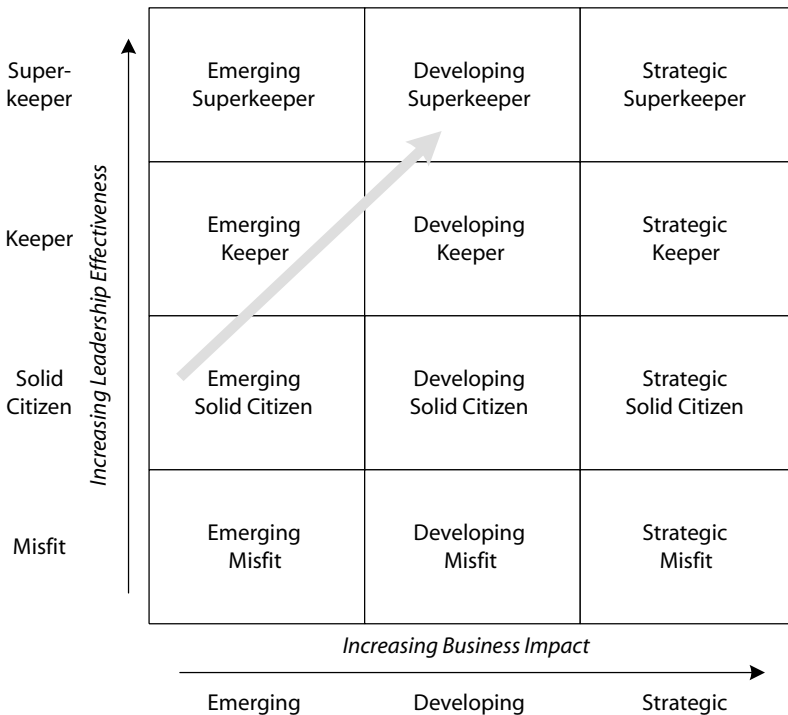 Super-
keeper
Emerging
Superkeeper
Developing
Superkeeper
Strategic
Superkeeper
Keeper
Emerging
Keeper
Developing
Keeper
Strategic
Keeper
Solid
Citizen
Emerging
Solid Citizen
Developing
Solid Citizen
Strategic
Solid Citizen
Misfit
Emerging
Misfit
Developing
Misfit
Strategic
Misfit
Increasing Leadership Effectiveness
Increasing Business Impact
Emerging
Developing
Strategic